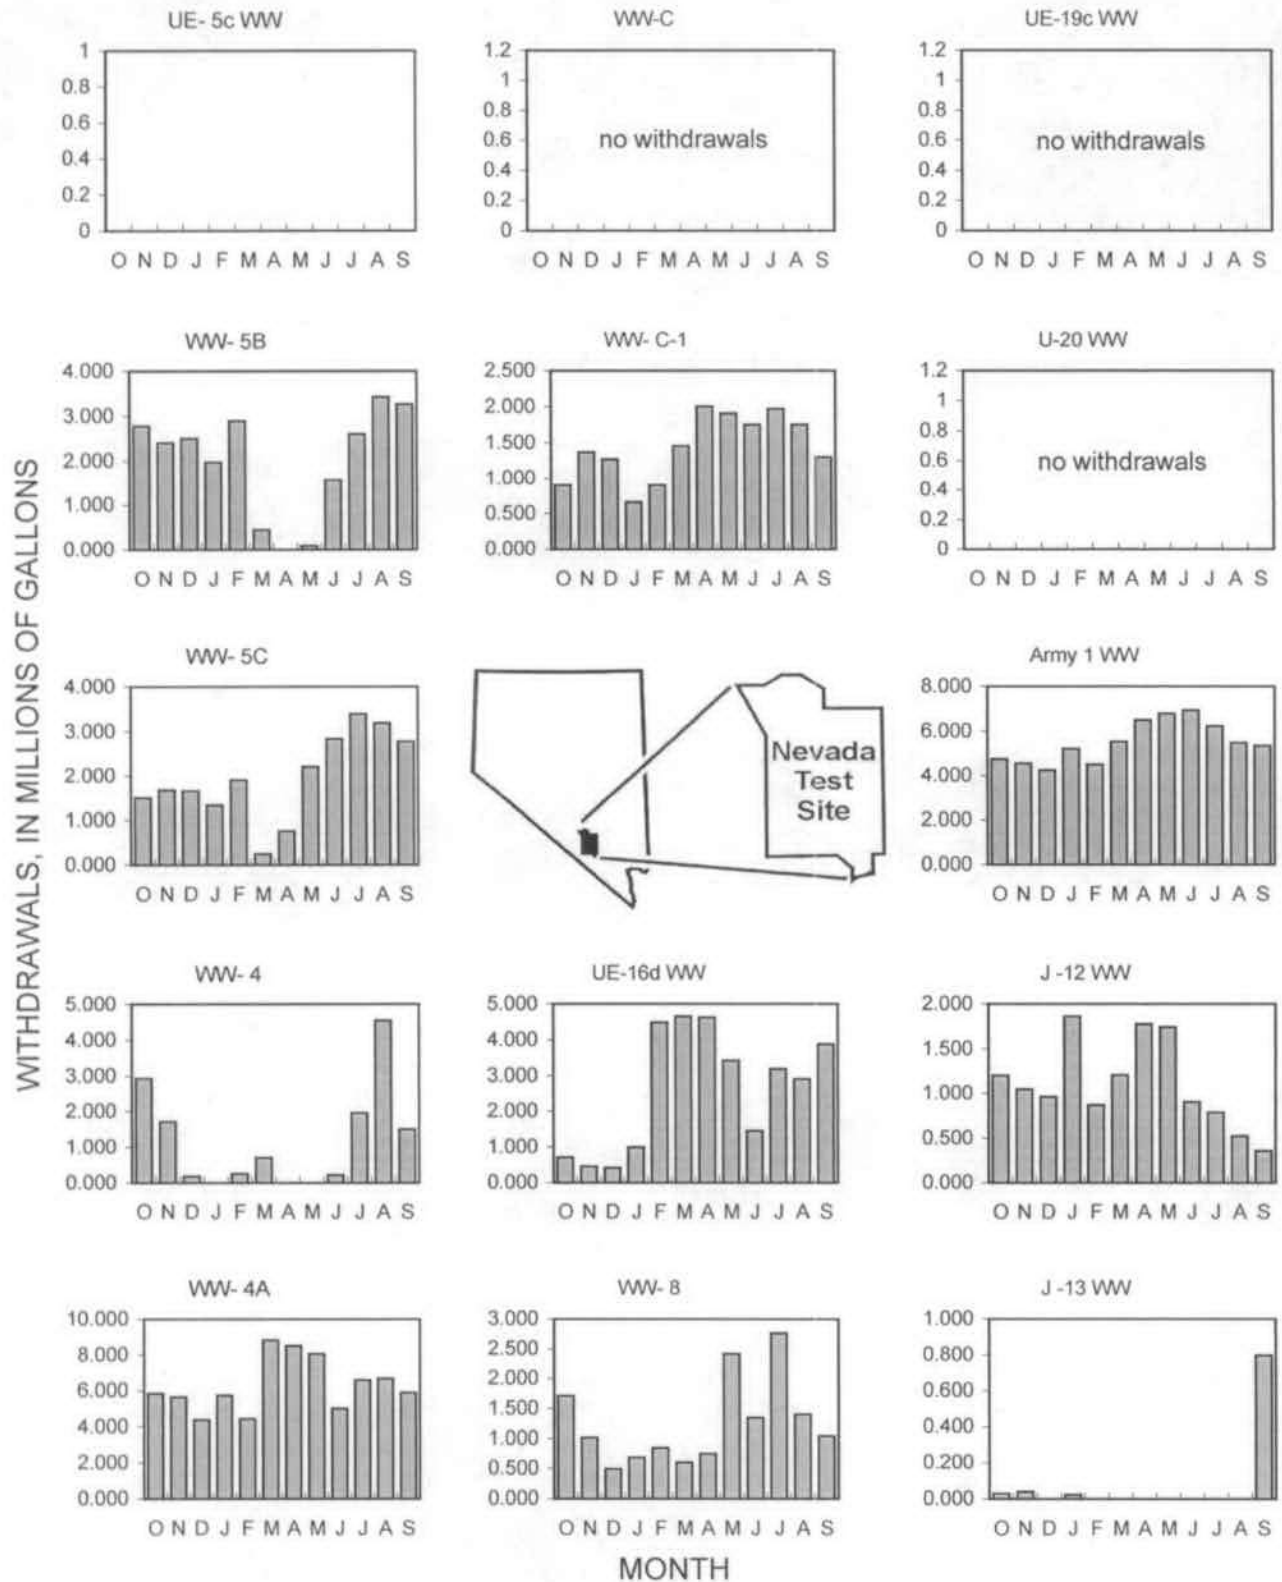 UE- 5c WW
1
0.8
0.6
0.4
0.2
0
O N D J F M A M J J A S
WW-C
1.2
1
0.8
0.6
0.4
0.2
0
no withdrawals
O N D J F M A M J J A S
UE-19c WW
1.2
1
0.8
0.6
0.4
0.2
0
no withdrawals
O N D J F M A M J J A S
WITHDRAWALS, IN MILLIONS OF GALLONS
WW- 5B
4.000
3.000
2.000
1.000
0.000
O N D J F M A M J J A S
WW- C-1
2.500
2.000
1.500
1.000
0.500
0.000
O N D J F M A M J J A S
U-20 WW
1.2
1
0.8
0.6
0.4
0.2
0
no withdrawals
O N D J F M A M J J A S
WW- 5C
4.000
3.000
2.000
1.000
0.000
O N D J F M A M J J A S
Nevada
Test
Site
Army 1 WW
8.000
6.000
4.000
2.000
0.000
O N D J F M A M J J A S
WW- 4
5.000
4.000
3.000
2.000
1.000
0.000
O N D J F M A M J J A S
UE-16d WW
5.000
4.000
3.000
2.000
1.000
0.000
O N D J F M A M J J A S
J -12 WW
2.000
1.500
1.000
0.500
0.000
O N D J F M A M J J A S
WW- 4A
10.000
8.000
6.000
4.000
2.000
0.000
O N D J F M A M J J A S
WW- 8
3.000
2.500
2.000
1.500
1.000
0.500
0.000
O N D J F M A M J J A S
J -13 WW
1.000
0.800
0.600
0.400
0.200
0.000
O N D J F M A M J J A S
MONTH